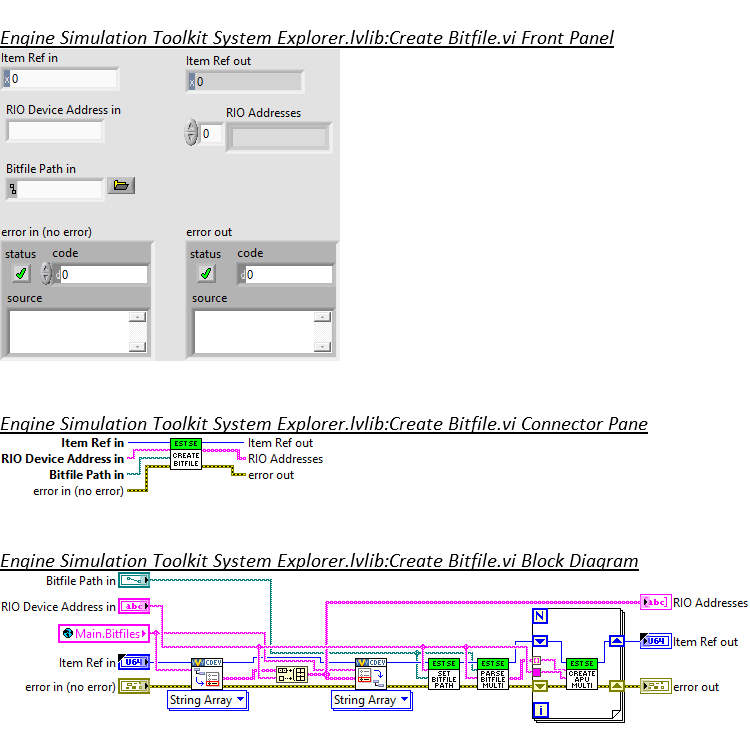 Engine Simulation Toolkit System Explorer.lvlib:Create Bitfile.vi Front Panel
Item Ref in
Item Ref out
x 0
x 0
RIO Device Address in
RIO Addresses
0
Bitfile Path in
error in (no error)
error out
status code
status code
d 0
d 0
source
source
Engine Simulation Toolkit System Explorer.lvlib:Create Bitfile.vi Connector Pane
Item Ref in
EST SE
CREATE
BITFILE
Item Ref out
RIO Device Address in
RIO Addresses
Bitfile Path in
error out
error in (no error)
Engine Simulation Toolkit System Explorer.lvlib:Create Bitfile.vi Block Diagram
Bitfile Path in
RIO Device Address in
abc
abc
RIO Addresses
N
Main.Bitfiles
U64
Item Ref out
Item Ref in
U64
CDEV
CDEV
EST SE
SET
BITFILE
PATH
EST SE
PARSE
BITFILE
MULTI
EST SE
CREATE
APU
MULTI
error in (no error)
error out
String Array
String Array
i